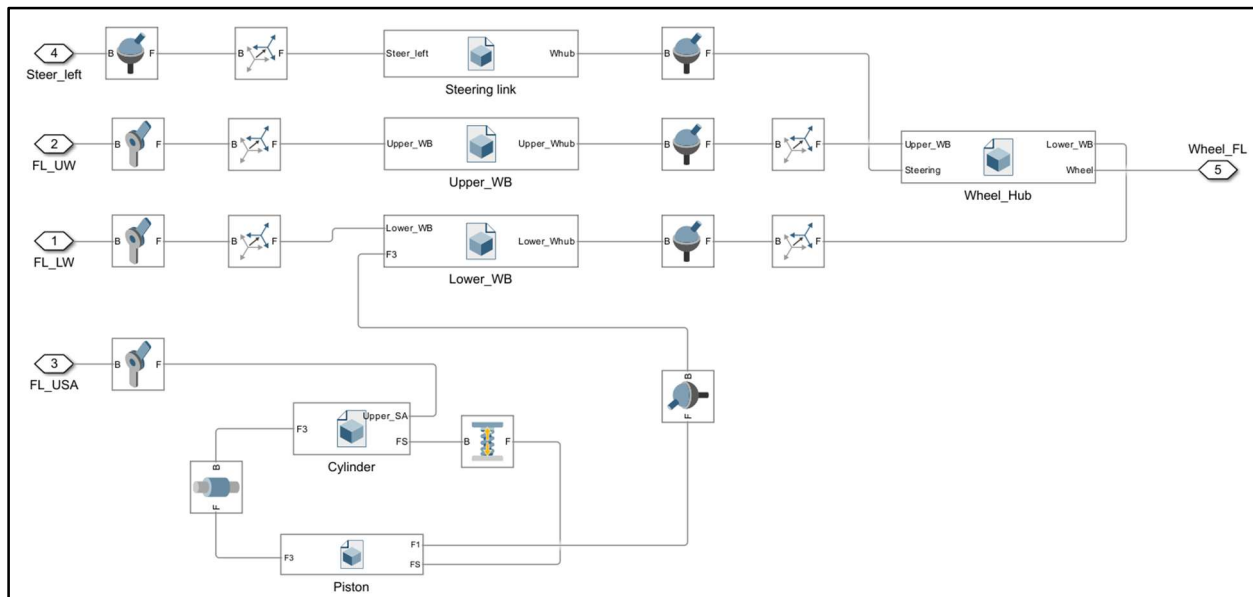 4
B F
B F
Steer_left Whub
B F
Steer_left
Steering link
2
B F
B F
Upper_WB Upper_Whub
B F
B F
Upper_WB Lower_WB
Steering Wheel
Wheel_FL
5
FL_UW
Upper_WB
Wheel_Hub
1
B F
B F
Lower_WB Lower_Whub
F3
B F
B F
FL_LW
Lower_WB
3
B F
FL_USA
B
F
Upper_SA
F3
FS
B F
Cylinder
B
F
F3 F1
FS
Piston